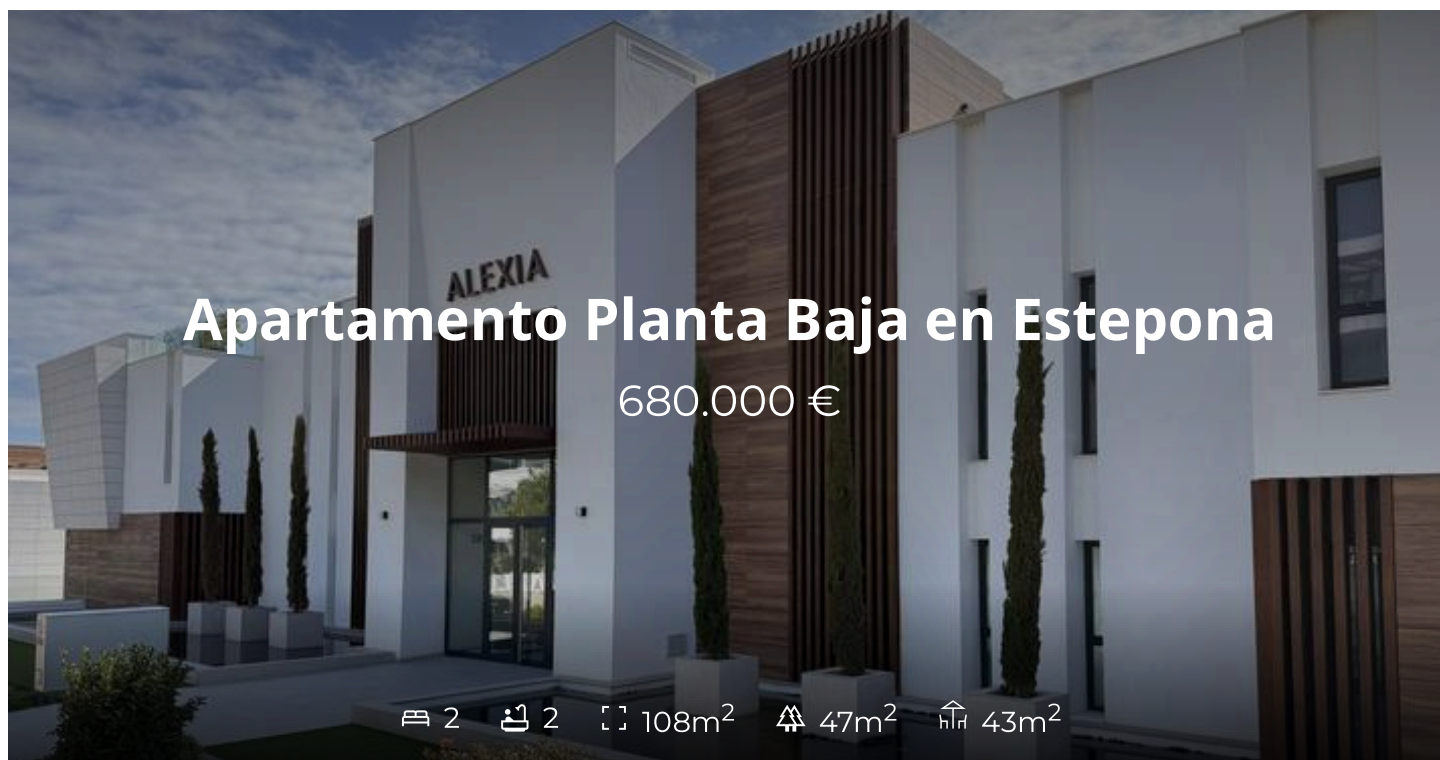 ALEXIA
Apartamento Planta Baja en Estepona
680.000 €
2 2 108m² 47m² 43m²